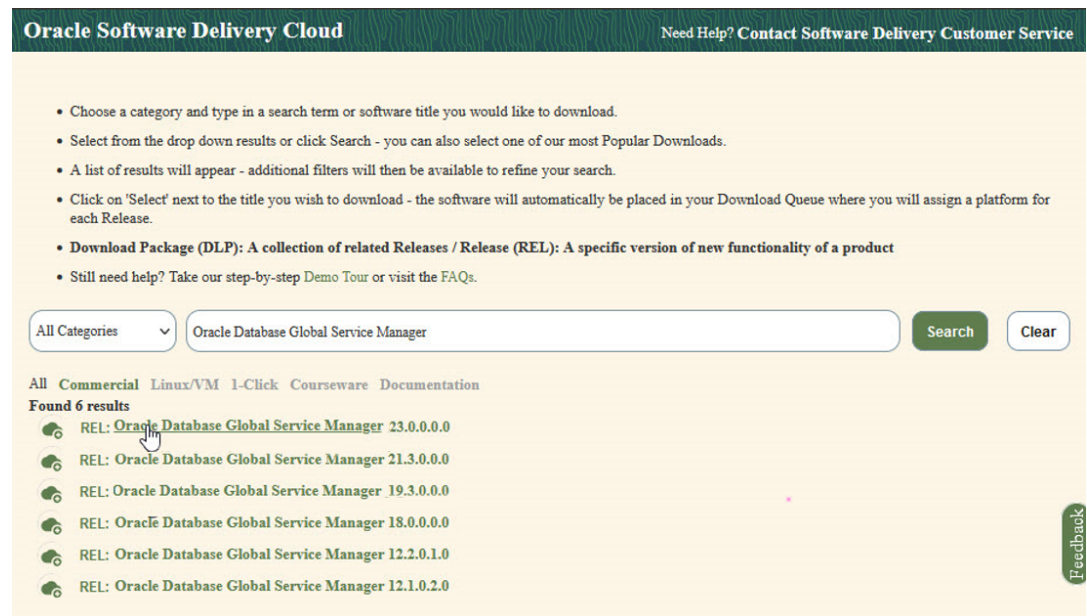 Oracle Software Delivery Cloud
Need Help? Contact Software Delivery Customer Service
• Choose a category and type in a search term or software title you would like to download.
• Select from the drop down results or click Search - you can also select one of our most Popular Downloads.
• A list of results will appear - additional filters will then be available to refine your search.
• Click on 'Select' next to the title you wish to download - the software will automatically be placed in your Download Queue where you will assign a platform for
each Release.
• Download Package (DLP): A collection of related Releases / Release (REL): A specific version of new functionality of a product
• Still need help? Take our step-by-step Demo Tour or visit the FAQs.
All Categories
Oracle Database Global Service Manager
Search
Clear
All Commercial Linux/VM 1-Click Courseware Documentation
Found 6 results
REL: Oracle Database Global Service Manager 23.0.0.0.0
REL: Oracle Database Global Service Manager 21.3.0.0.0
REL: Oracle Database Global Service Manager 19.3.0.0.0
REL: Oracle Database Global Service Manager 18.0.0.0.0
REL: Oracle Database Global Service Manager 12.2.0.1.0
REL: Oracle Database Global Service Manager 12.1.0.2.0
Feedback